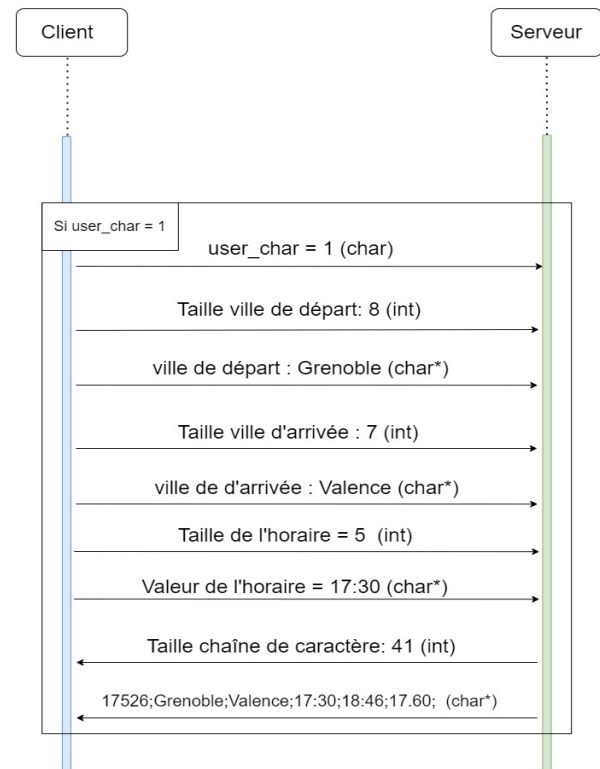 Client
Serveur
Si user_char = 1
user_char = 1 (char)
Taille ville de départ: 8 (int)
ville de départ : Grenoble (char*)
Taille ville d'arrivée : 7 (int)
ville de d'arrivée : Valence (char*)
Taille de l'horaire = 5 (int)
Valeur de l'horaire = 17:30 (char*)
Taille chaîne de caractère: 41 (int)
17526;Grenoble;Valence;17:30;18:46;17.60; (char*)